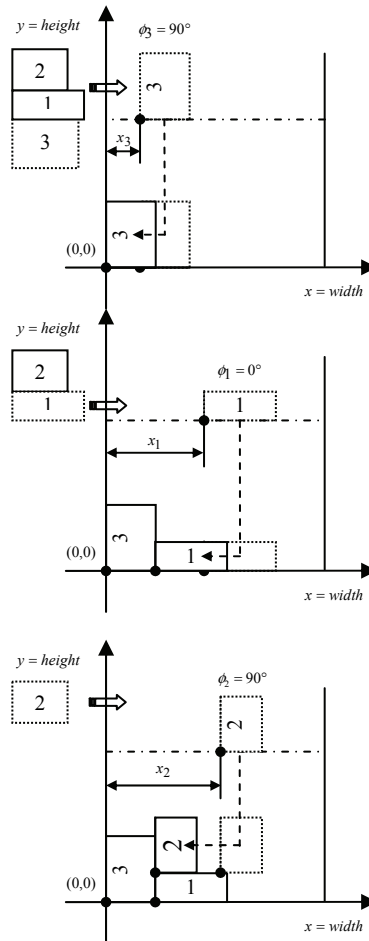 y = height
ϕ3 = 90°
2
1
3
3
x3
3
(0,0)
x = width
y = height
ϕ1 = 0°
2
1
1
x1
3
1
(0,0)
x = width
y = height
ϕ2 = 90°
2
2
x2
2
3
1
(0,0)
x = width